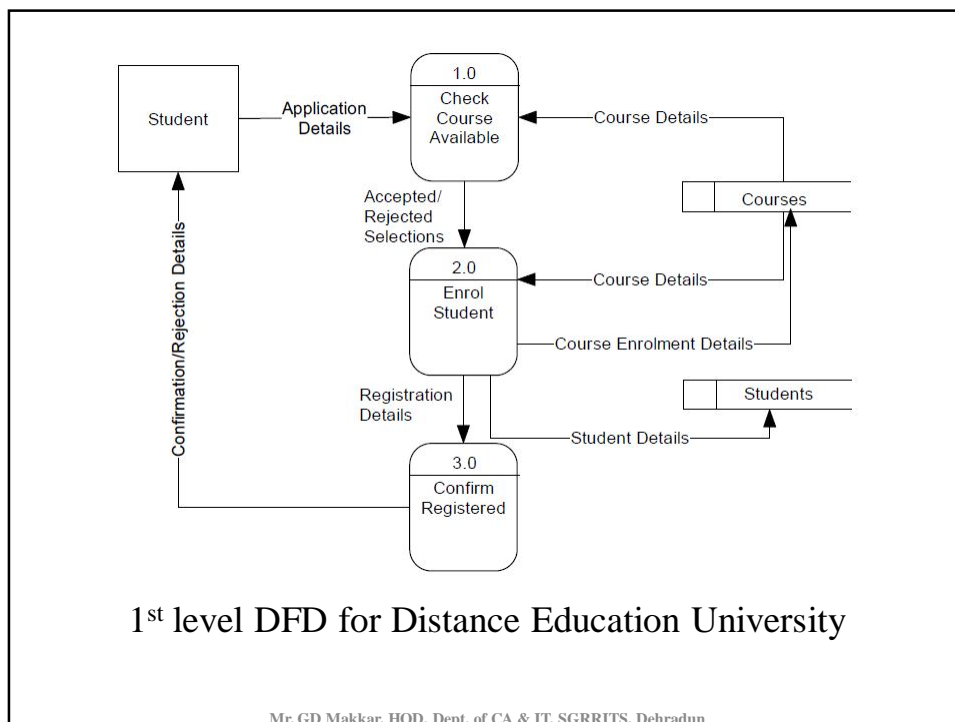 Student
Application
Details
1.0
Check
Course
Available
Course Details
Courses
Accepted/
Rejected
Selections
Confirmation/Rejection Details
2.0
Enrol
Student
Course Details
Course Enrolment Details
Students
Registration
Details
Student Details
3.0
Confirm
Registered
1st level DFD for Distance Education University
Mr. GD Makkar, HOD, Dept. of CA & IT, SGRRITS, Dehradun